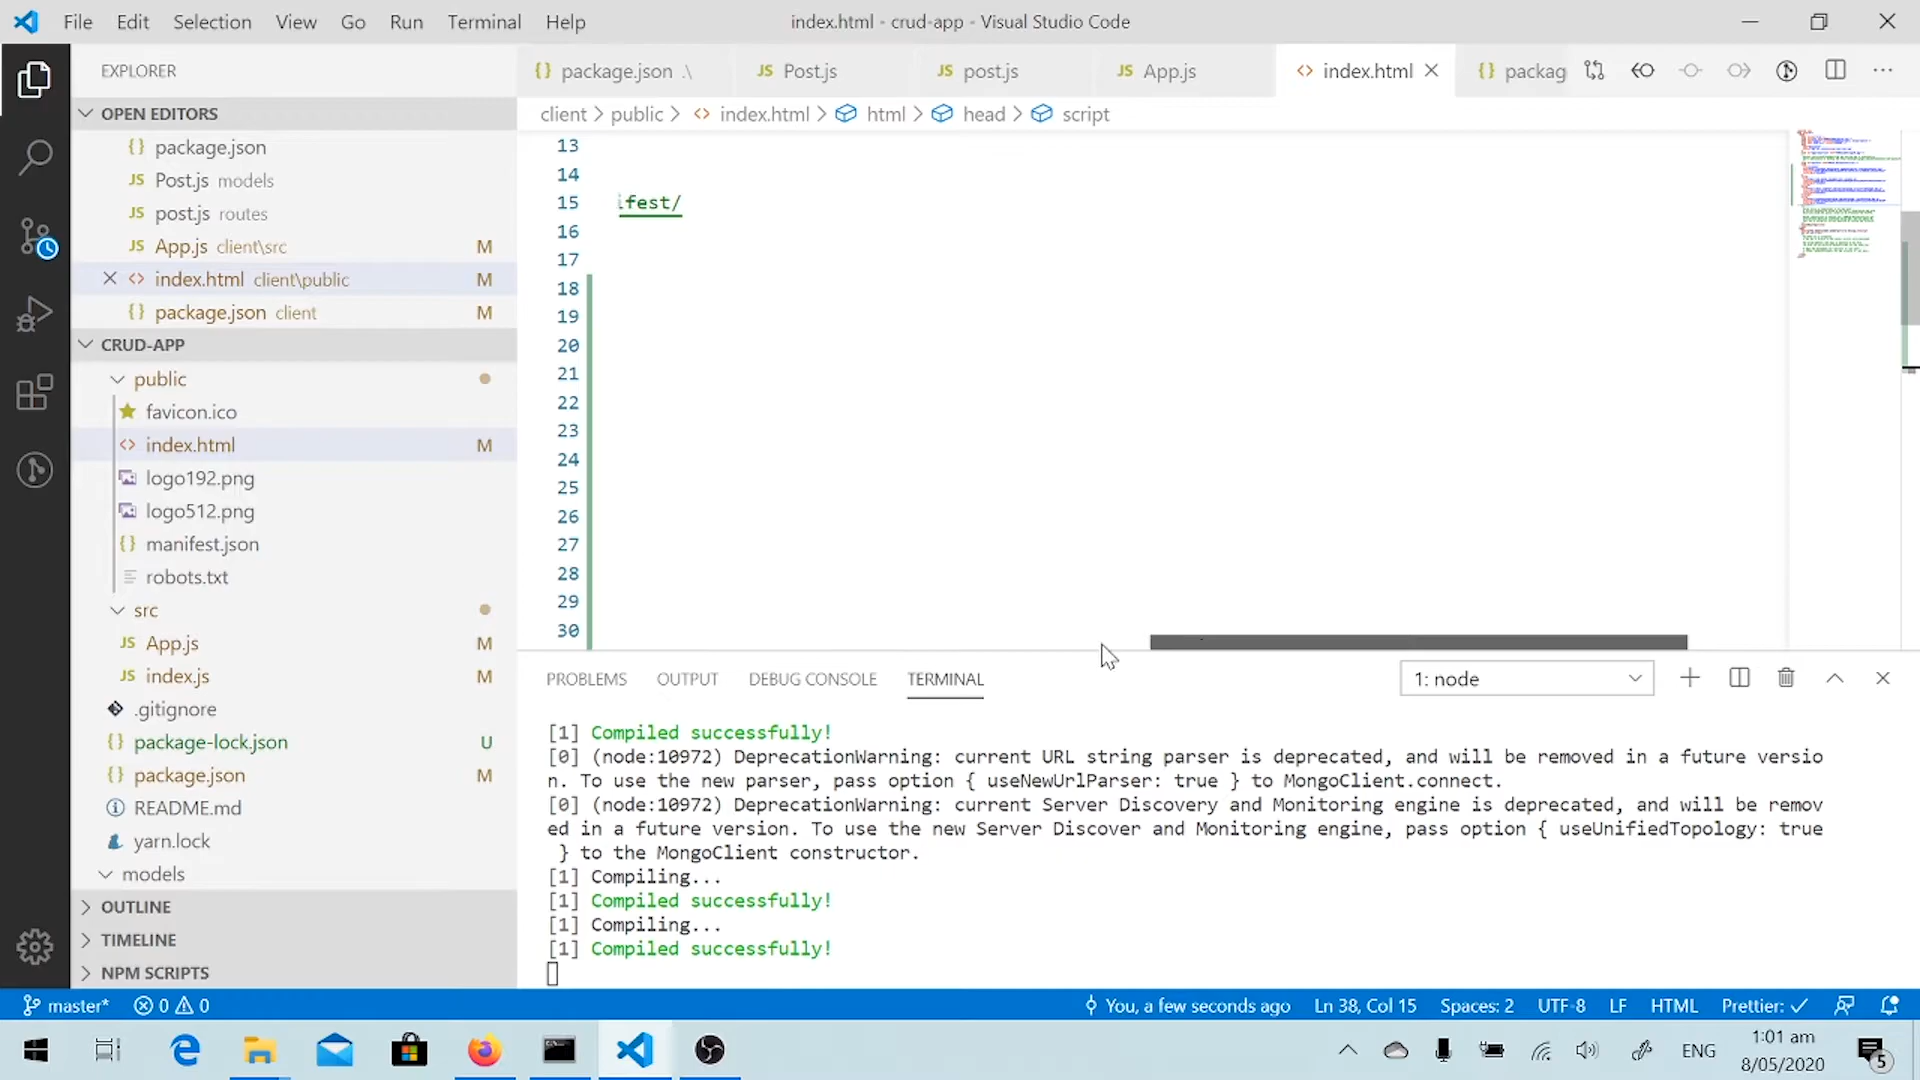 File Edit Selection View Go Run Terminal Help
index.html - crud-app - Visual Studio Code
EXPLORER
OPEN EDITORS
{} package.json
JS Post.js models
JS post.js routes
JS App.js client\src M
<> index.html client\public M
{} package.json client M
CRUD-APP
public
favicon.ico
<> index.html M
logo192.png
logo512.png
{} manifest.json
robots.txt
src
JS App.js M
JS index.js M
.gitignore
{} package-lock.json U
{} package.json M
README.md
yarn.lock
models
OUTLINE
TIMELINE
NPM SCRIPTS
{} package.json .\ JS Post.js JS post.js JS App.js <> index.html {} packag
client > public > <> index.html > html > head > script
13
14
15 ifest/
16
17
18
19
20
21
22
23
24
25
26
27
28
29
30
PROBLEMS OUTPUT DEBUG CONSOLE TERMINAL
1: node
[1] Compiled successfully!
[0] (node:10972) DeprecationWarning: current URL string parser is deprecated, and will be removed in a future versio
n. To use the new parser, pass option { useNewUrlParser: true } to MongoClient.connect.
[0] (node:10972) DeprecationWarning: current Server Discovery and Monitoring engine is deprecated, and will be remov
ed in a future version. To use the new Server Discover and Monitoring engine, pass option { useUnifiedTopology: true
} to the MongoClient constructor.
[1] Compiling...
[1] Compiled successfully!
[1] Compiling...
[1] Compiled successfully!
master* 0 0
You, a few seconds ago Ln 38, Col 15 Spaces: 2 UTF-8 LF HTML Prettier: ✓
ENG
1:01 am
8/05/2020
5